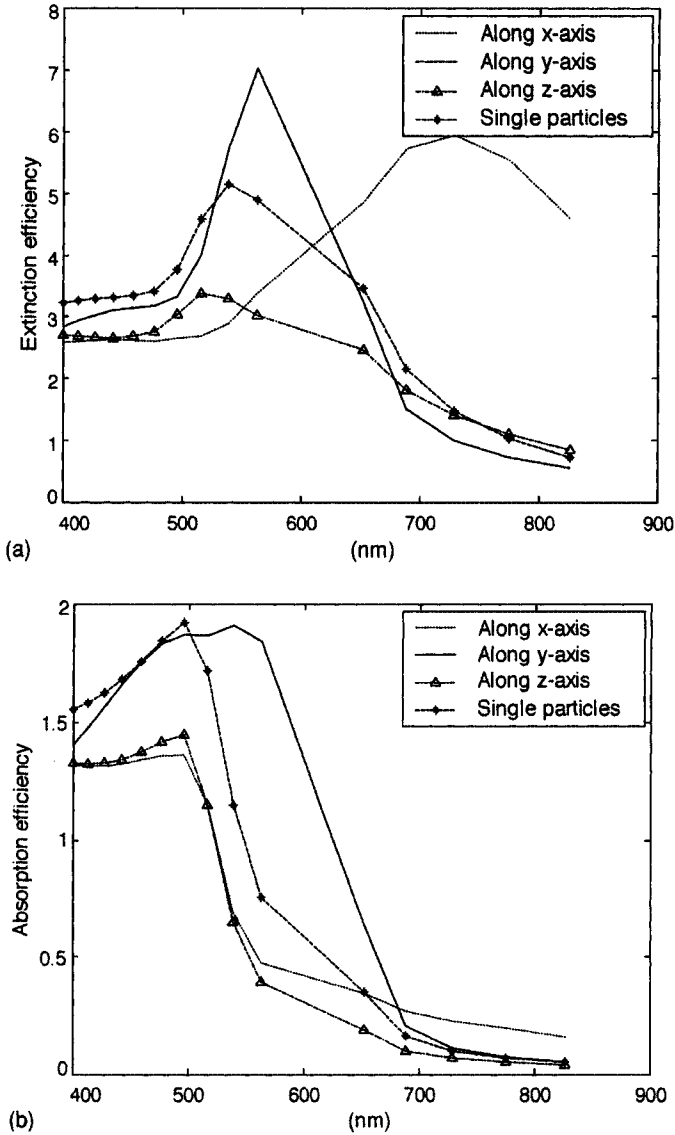 8
7
6
5
4
3
2
1
0
Extinction efficiency
Along x-axis
Along y-axis
Along z-axis
Single particles
400
500
600
700
800
900
(a)
(nm)
2
1.5
1
0.5
0
Absorption efficiency
Along x-axis
Along y-axis
Along z-axis
Single particles
400
500
600
700
800
900
(b)
(nm)